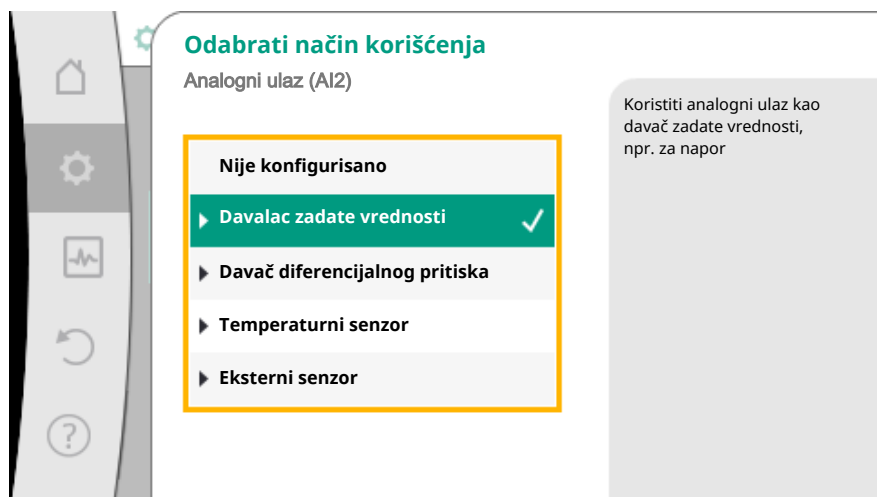 Odabrati način korišćenja
Analogni ulaz (AI2)
Nije konfigurisano
Davalac zadate vrednosti
Davač diferencijalnog pritiska
Temperaturni senzor
Eksterni senzor
Koristiti analogni ulaz kao
davač zadate vrednosti,
npr. za napor